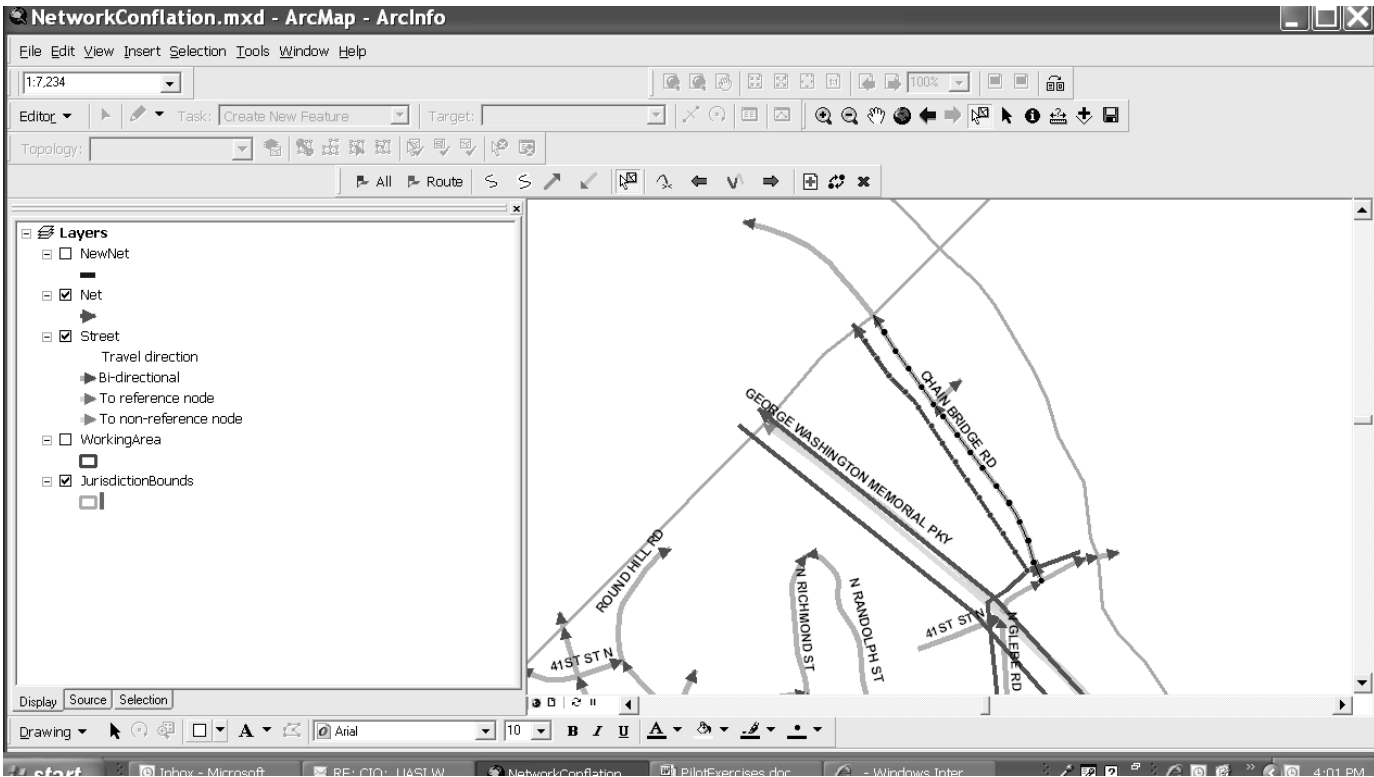 NetworkConflation.mxd - ArcMap - ArcInfo
File Edit View Insert Selection Tools Window Help
1:7,234
100%
Editor
Task: Create New Feature
Target:
Topology:
All
Route
Layers
NewNet
Net
Street
Travel direction
Bi-directional
To reference node
To non-reference node
WorkingArea
JurisdictionBounds
CHAIN BRIDGE RD
GEORGE WASHINGTON MEMORIAL PKY
ROUND HILL RD
N RICHMOND ST
N RANDOLPH ST
41ST ST N
N GLEBE RD
41ST ST N
Display Source Selection
Drawing
A
Arial
10
B I U A
start
Inbox - Microsoft
RE: CIO: UASI W
NetworkConflation
PilotExercises.doc
- Windows Inter
4:01 PM